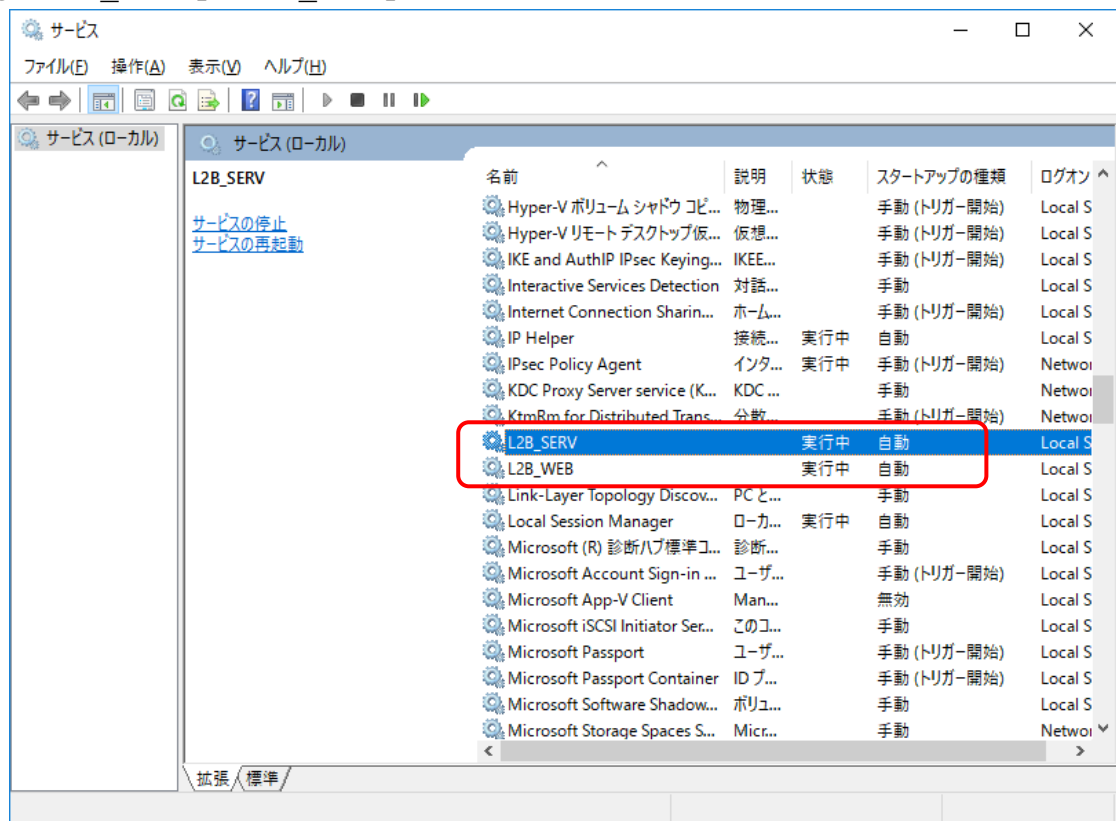 サービス
ファイル(F) 操作(A) 表示(V) ヘルプ(H)
サービス (ローカル)
サービス (ローカル)
L2B_SERV
サービスの停止
サービスの再起動
名前 説明 状態 スタートアップの種類 ログオン
Hyper-V ボリューム シャドウ コピ... 物理... 手動 (トリガー開始) Local S
Hyper-V リモート デスクトップ仮... 仮想... 手動 (トリガー開始) Local S
IKE and AuthIP IPsec Keying... IKEE... 手動 (トリガー開始) Local S
Interactive Services Detection 対話... 手動 Local S
Internet Connection Sharin... ホーム... 手動 (トリガー開始) Local S
IP Helper 接続... 実行中 自動 Local S
IPsec Policy Agent インタ... 実行中 手動 (トリガー開始) Networ
KDC Proxy Server service (K... KDC ... 手動 Networ
KtmRm for Distributed Trans... 分散... 手動 (トリガー開始) Networ
L2B_SERV 実行中 自動 Local S
L2B_WEB 実行中 自動 Local S
Link-Layer Topology Discov... PC と... 手動 Local S
Local Session Manager ローカ... 実行中 自動 Local S
Microsoft (R) 診断ハブ標準コ... 診断... 手動 Local S
Microsoft Account Sign-in ... ユーザ... 手動 (トリガー開始) Local S
Microsoft App-V Client Man... 無効 Local S
Microsoft iSCSI Initiator Ser... このコ... 手動 Local S
Microsoft Passport ユーザ... 手動 (トリガー開始) Local S
Microsoft Passport Container ID プ... 手動 (トリガー開始) Local S
Microsoft Software Shadow... ボリュ... 手動 Local S
Microsoft Storage Spaces S... Micr... 手動 Networ
拡張 標準